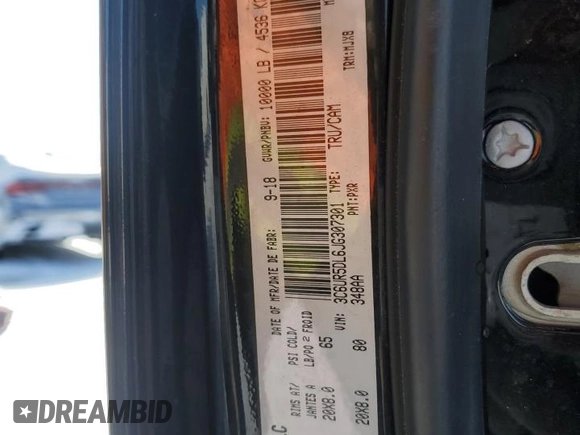 GVWR/PNBV: 10000 LB / 4536
DATE OF MFR/DATE DE FABR: 9-18
PSI COLD/
LB/PO 2 FROID
RIMS AT/
JANTES A
20X8.0 65
20X8.0 80
VIN: 3C6UR5DL6JG307301 TYPE: TRU/CAM
348AA PNT: PXR TRM: MJX8
DREAMBID